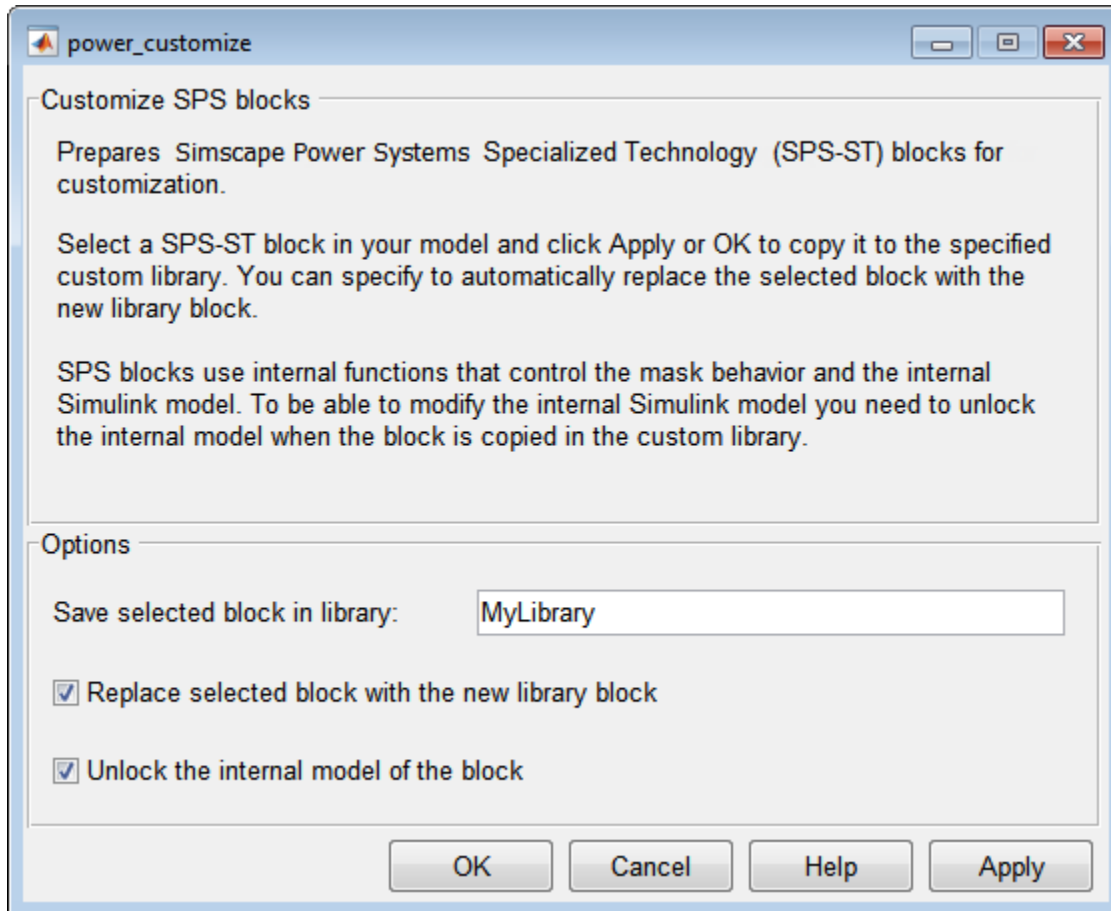 power_customize
Customize SPS blocks
Prepares Simscape Power Systems Specialized Technology (SPS-ST) blocks for
customization.
Select a SPS-ST block in your model and click Apply or OK to copy it to the specified
custom library. You can specify to automatically replace the selected block with the
new library block.
SPS blocks use internal functions that control the mask behavior and the internal
Simulink model. To be able to modify the internal Simulink model you need to unlock
the internal model when the block is copied in the custom library.
Options
Save selected block in library: MyLibrary
Replace selected block with the new library block
Unlock the internal model of the block
OK Cancel Help Apply